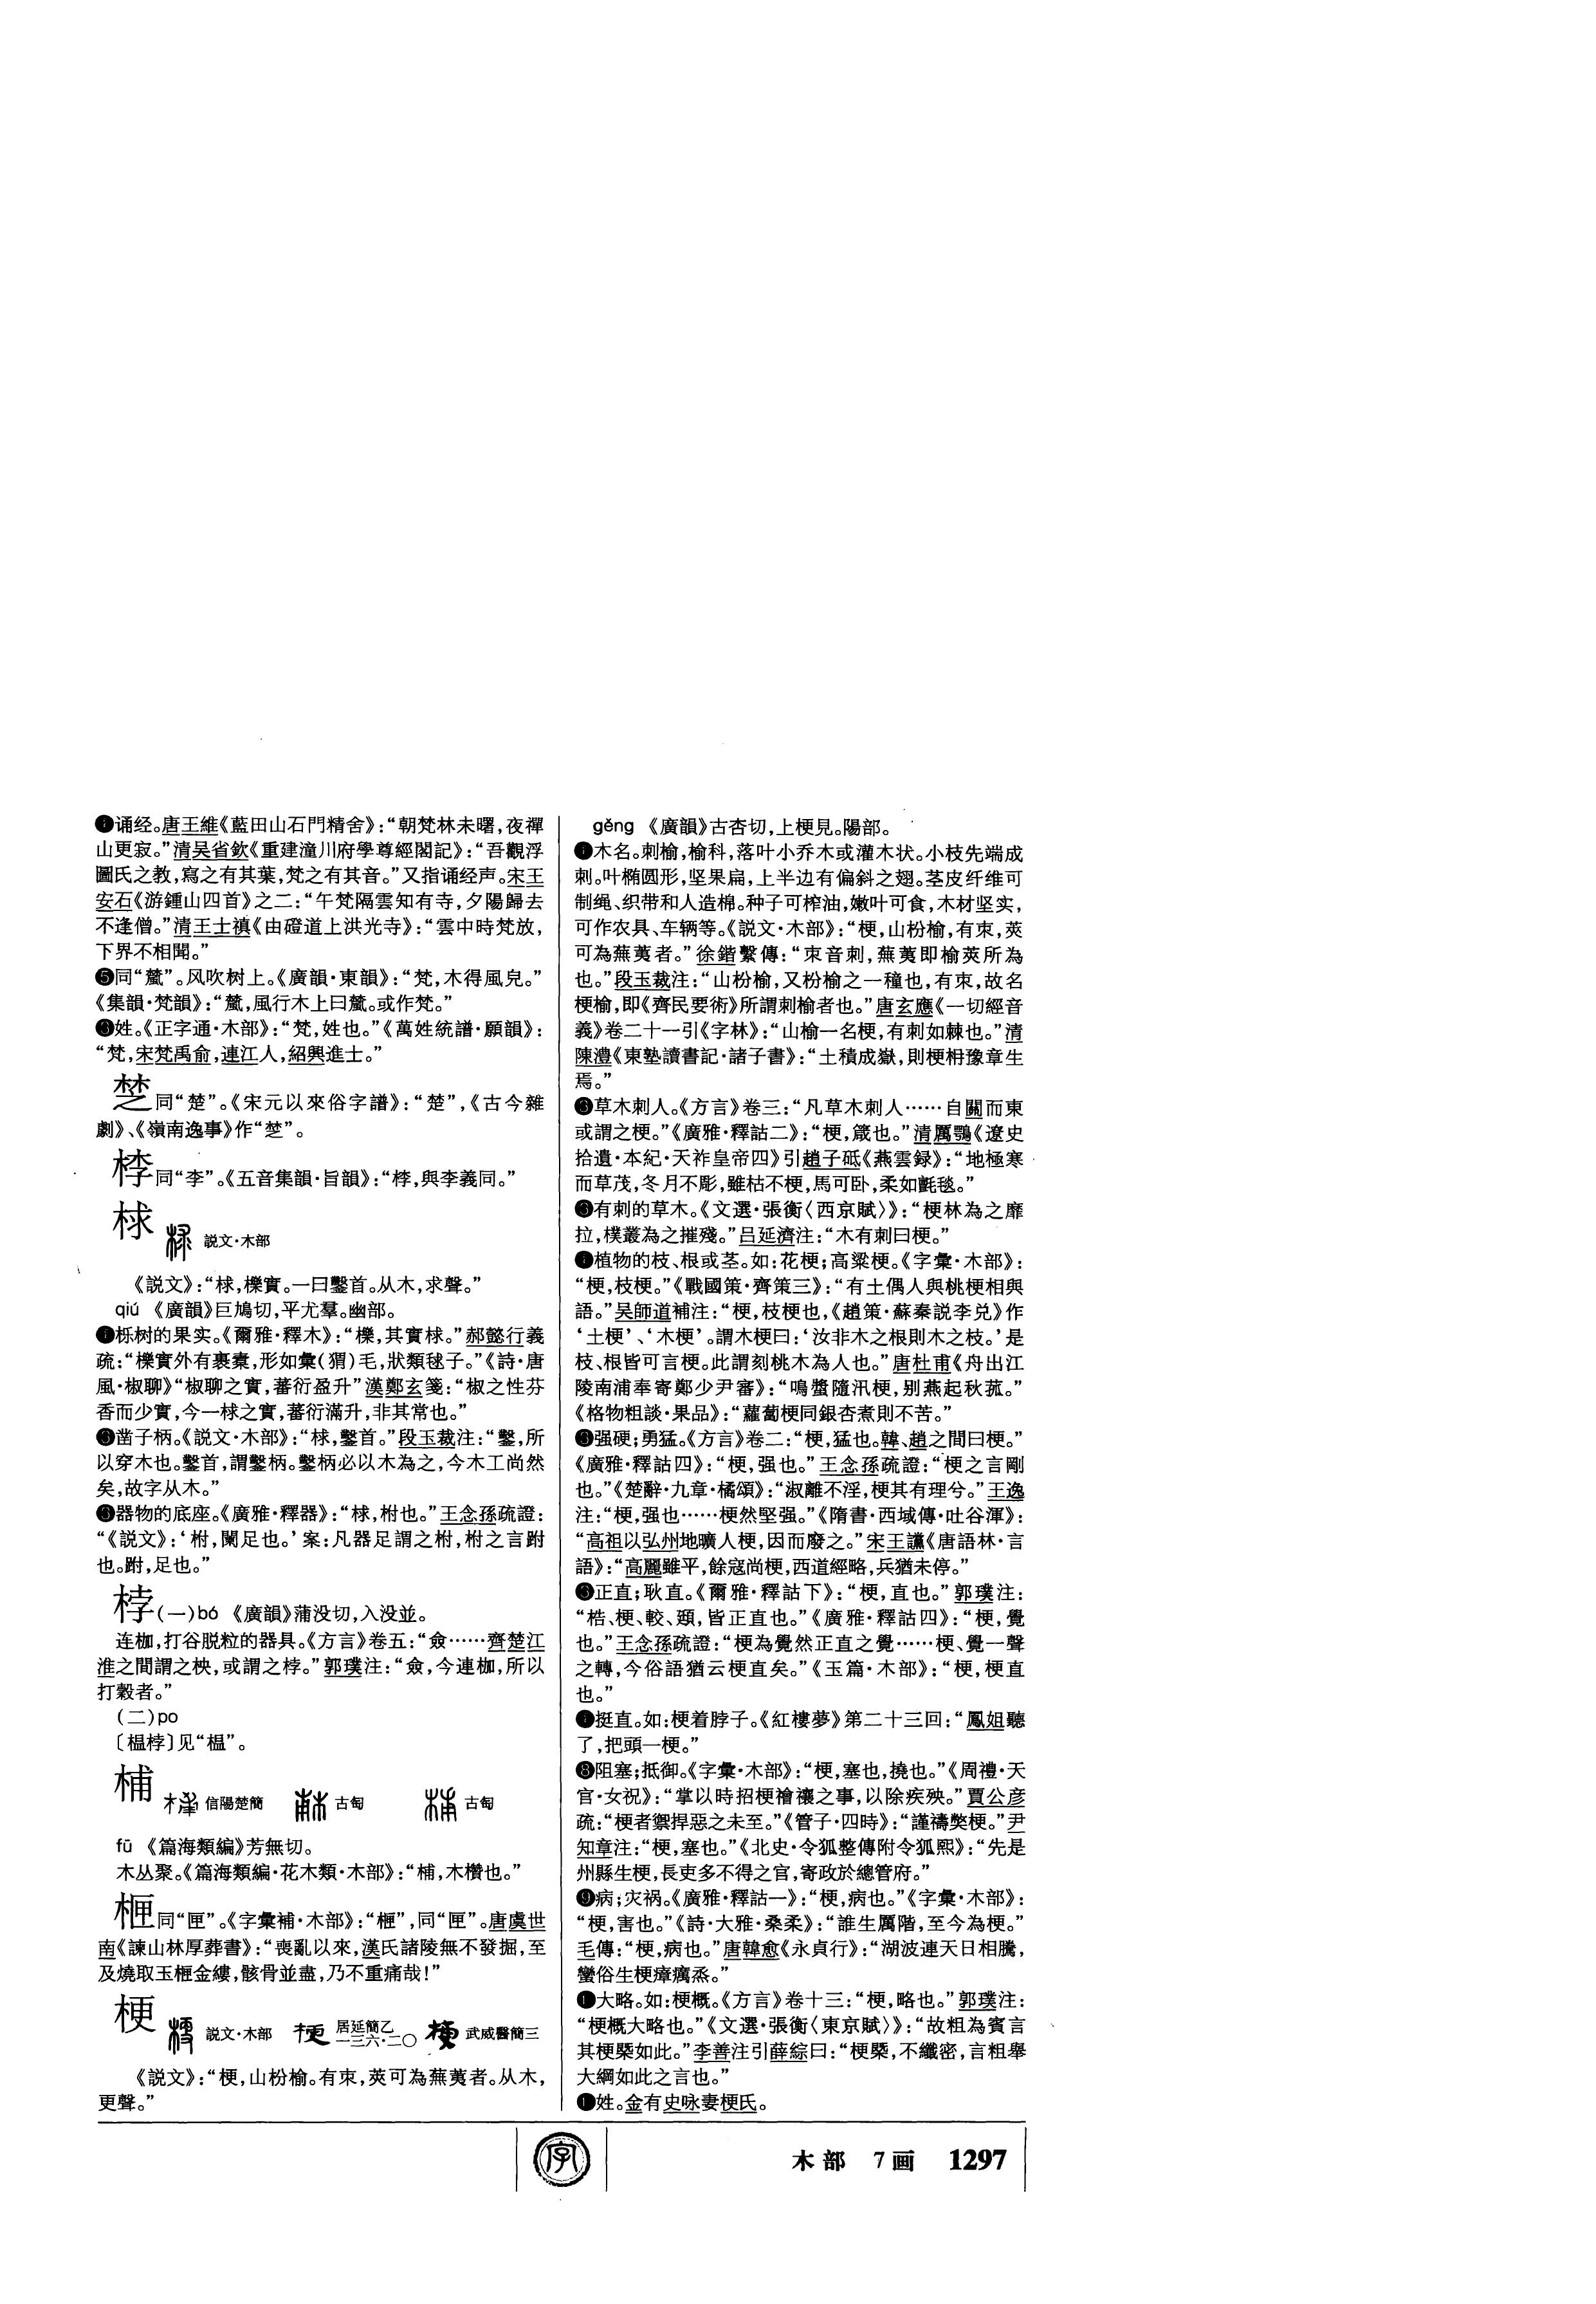 ❹诵经。唐王維《藍田山石門精舍》：“朝梵林未曙，夜禪
山更寂。”清吴省欽《重建潼川府學尊經閣記》：“吾觀浮
圖氏之教，寫之有其葉，梵之有其音。”又指诵经声。宋王
安石《游鍾山四首》之二：“午梵隔雲知有寺，夕陽歸去
不逢僧。”清王士禛《由磴道上洪光寺》：“雲中時梵放，
下界不相聞。”
❺同“檒”。风吹树上。《廣韻·東韻》：“梵，木得風皃。”
《集韻·梵韻》：“檒，風行木上曰檒。或作梵。”
❻姓。《正字通·木部》：“梵，姓也。”《萬姓統譜·願韻》：
“梵，宋梵禹俞，連江人，紹興進士。”
椘同“楚”。《宋元以來俗字譜》：“楚”，《古今雜
劇》、《嶺南逸事》作“椘”。
梈同“李”。《五音集韻·旨韻》：“梈，與李義同。”
梂 説文·木部
《説文》：“梂，櫟實。一曰鑿首。从木，求聲。”
qiú 《廣韻》巨鳩切，平尤羣。幽部。
❶栎树的果实。《爾雅·釋木》：“櫟，其實梂。”郝懿行義
疏：“櫟實外有裹橐，形如彙(猬)毛，狀類毬子。”《詩·唐
風·椒聊》“椒聊之實，蕃衍盈升”漢鄭玄箋：“椒之性芬
香而少實，今一梂之實，蕃衍滿升，非其常也。”
❷凿子柄。《説文·木部》：“梂，鑿首。”段玉裁注：“鑿，所
以穿木也。鑿首，謂鑿柄。鑿柄必以木為之，今木工尚然
矣，故字从木。”
❸器物的底座。《廣雅·釋器》：“梂，柎也。”王念孫疏證：
“《説文》：‘柎，闌足也。’案：凡器足謂之柎，柎之言跗
也。跗，足也。”
桲(一)bó 《廣韻》蒲没切，入没並。
连枷，打谷脱粒的器具。《方言》卷五：“僉……齊楚江
淮之間謂之柍，或謂之桲。”郭璞注：“僉，今連枷，所以
打穀者。”
(二)po
〔榅桲〕见“榅”。
㭪 信陽楚簡 古匋 古匋
fū 《篇海類編》芳無切。
木丛聚。《篇海類編·花木類·木部》：“㭪，木欑也。”
㮜同“匣”。《字彙補·木部》：“㮜”，同“匣”。唐虞世
南《諫山林厚葬書》：“喪亂以來，漢氏諸陵無不發掘，至
及燒取玉㮜金縷，骸骨並盡，乃不重痛哉！”
梗 説文·木部 居延簡乙一三六·二〇 武威醫簡三
《説文》：“梗，山枌榆。有朿，莢可為蕪荑者。从木，
更聲。”
gěng 《廣韻》古杏切，上梗見。陽部。
❶木名。刺榆，榆科，落叶小乔木或灌木状。小枝先端成
刺。叶椭圆形，坚果扁，上半边有偏斜之翅。茎皮纤维可
制绳、织带和人造棉。种子可榨油，嫩叶可食，木材坚实，
可作农具、车辆等。《説文·木部》：“梗，山枌榆，有朿，莢
可為蕪荑者。”徐鍇繫傳：“朿音刺，蕪荑即榆莢所為
也。”段玉裁注：“山枌榆，又枌榆之一穜也，有朿，故名
梗榆，即《齊民要術》所謂刺榆者也。”唐玄應《一切經音
義》卷二十一引《字林》：“山榆一名梗，有刺如棘也。”清
陳澧《東塾讀書記·諸子書》：“土積成嶽，則梗枏豫章生
焉。”
❷草木刺人。《方言》卷三：“凡草木刺人……自關而東
或謂之梗。”《廣雅·釋詁二》：“梗，箴也。”清厲鶚《遼史
拾遺·本紀·天祚皇帝四》引趙子砥《燕雲録》：“地極寒
而草茂，冬月不彫，雖枯不梗，馬可卧，柔如氈毯。”
❸有刺的草木。《文選·張衡〈西京賦〉》：“梗林為之靡
拉，樸叢為之摧殘。”吕延濟注：“木有刺曰梗。”
❹植物的枝、根或茎。如：花梗；高粱梗。《字彙·木部》：
“梗，枝梗。”《戰國策·齊策三》：“有土偶人與桃梗相與
語。”吴師道補注：“梗，枝梗也，《趙策·蘇秦説李兑》作
‘土梗’、‘木梗’。謂木梗曰：‘汝非木之根則木之枝。’是
枝、根皆可言梗。此謂刻桃木為人也。”唐杜甫《舟出江
陵南浦奉寄鄭少尹審》：“鳴螿隨汎梗，别燕起秋菰。”
《格物粗談·果品》：“蘿蔔梗同銀杏煮則不苦。”
❺强硬；勇猛。《方言》卷二：“梗，猛也。韓、趙之間曰梗。”
《廣雅·釋詁四》：“梗，强也。”王念孫疏證：“梗之言剛
也。”《楚辭·九章·橘頌》：“淑離不淫，梗其有理兮。”王逸
注：“梗，强也……梗然堅强。”《隋書·西域傳·吐谷渾》：
“高祖以弘州地曠人梗，因而廢之。”宋王讜《唐語林·言
語》：“高麗雖平，餘寇尚梗，西道經略，兵猶未停。”
❻正直；耿直。《爾雅·釋詁下》：“梗，直也。”郭璞注：
“梏、梗、較、頲，皆正直也。”《廣雅·釋詁四》：“梗，覺
也。”王念孫疏證：“梗為覺然正直之覺……梗、覺一聲
之轉，今俗語猶云梗直矣。”《玉篇·木部》：“梗，梗直
也。”
❼挺直。如：梗着脖子。《紅樓夢》第二十三回：“鳳姐聽
了，把頭一梗。”
❽阻塞；抵御。《字彙·木部》：“梗，塞也，撓也。”《周禮·天
官·女祝》：“掌以時招梗禬禳之事，以除疾殃。”賈公彦
疏：“梗者禦捍惡之未至。”《管子·四時》：“謹禱獘梗。”尹
知章注：“梗，塞也。”《北史·令狐整傳附令狐熙》：“先是
州縣生梗，長吏多不得之官，寄政於總管府。”
❾病；灾祸。《廣雅·釋詁一》：“梗，病也。”《字彙·木部》：
“梗，害也。”《詩·大雅·桑柔》：“誰生厲階，至今為梗。”
毛傳：“梗，病也。”唐韓愈《永貞行》：“湖波連天日相騰，
蠻俗生梗瘴癘烝。”
❿大略。如：梗概。《方言》卷十三：“梗，略也。”郭璞注：
“梗概大略也。”《文選·張衡〈東京賦〉》：“故粗為賓言
其梗槩如此。”李善注引薛綜曰：“梗槩，不纖密，言粗舉
大綱如此之言也。”
⓫姓。金有史咏妻梗氏。
字
木部 7画 1297